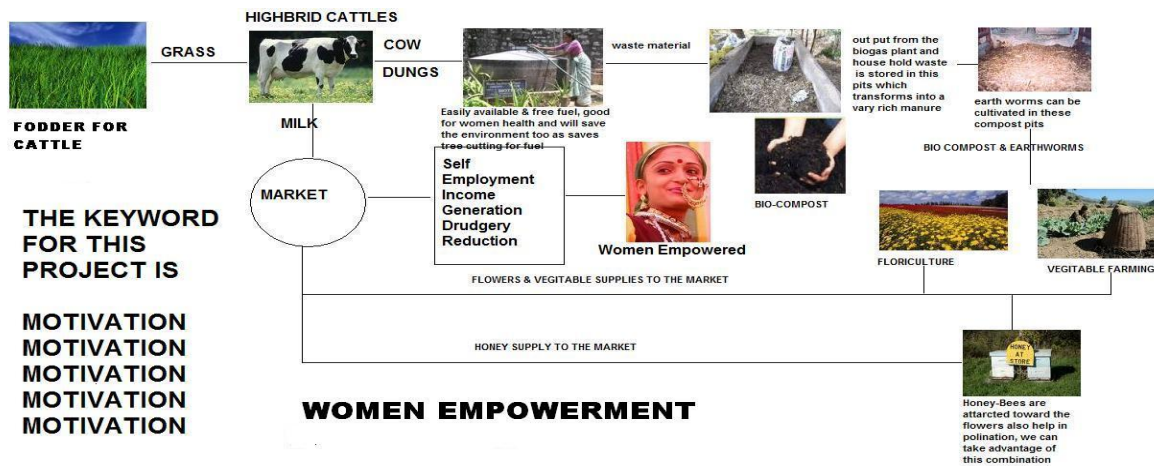 HIGHBRID CATTLES
GRASS
COW
DUNGS
waste material
out put from the
biogas plant and
house hold waste
is stored in this
pits which
transforms into a
vary rich manure
FODDER FOR
CATTLE
MILK
Easily available & free fuel, good
for women health and will save
the environment too as saves
tree cutting for fuel
earth worms can be
cultivated in these
compost pits
BIO COMPOST & EARTHWORMS
MARKET
Self
Employment
Income
Generation
Drudgery
Reduction
Women Empowered
BIO-COMPOST
THE KEYWORD
FOR THIS
PROJECT IS
FLORICULTURE
VEGITABLE FARMING
FLOWERS & VEGITABLE SUPPLIES TO THE MARKET
MOTIVATION
MOTIVATION
MOTIVATION
MOTIVATION
MOTIVATION
HONEY SUPPLY TO THE MARKET
HONEY
AT
STORE
WOMEN EMPOWERMENT
Honey-Bees are
attarcted toward the
flowers also help in
polination, we can
take advantage of
this combination